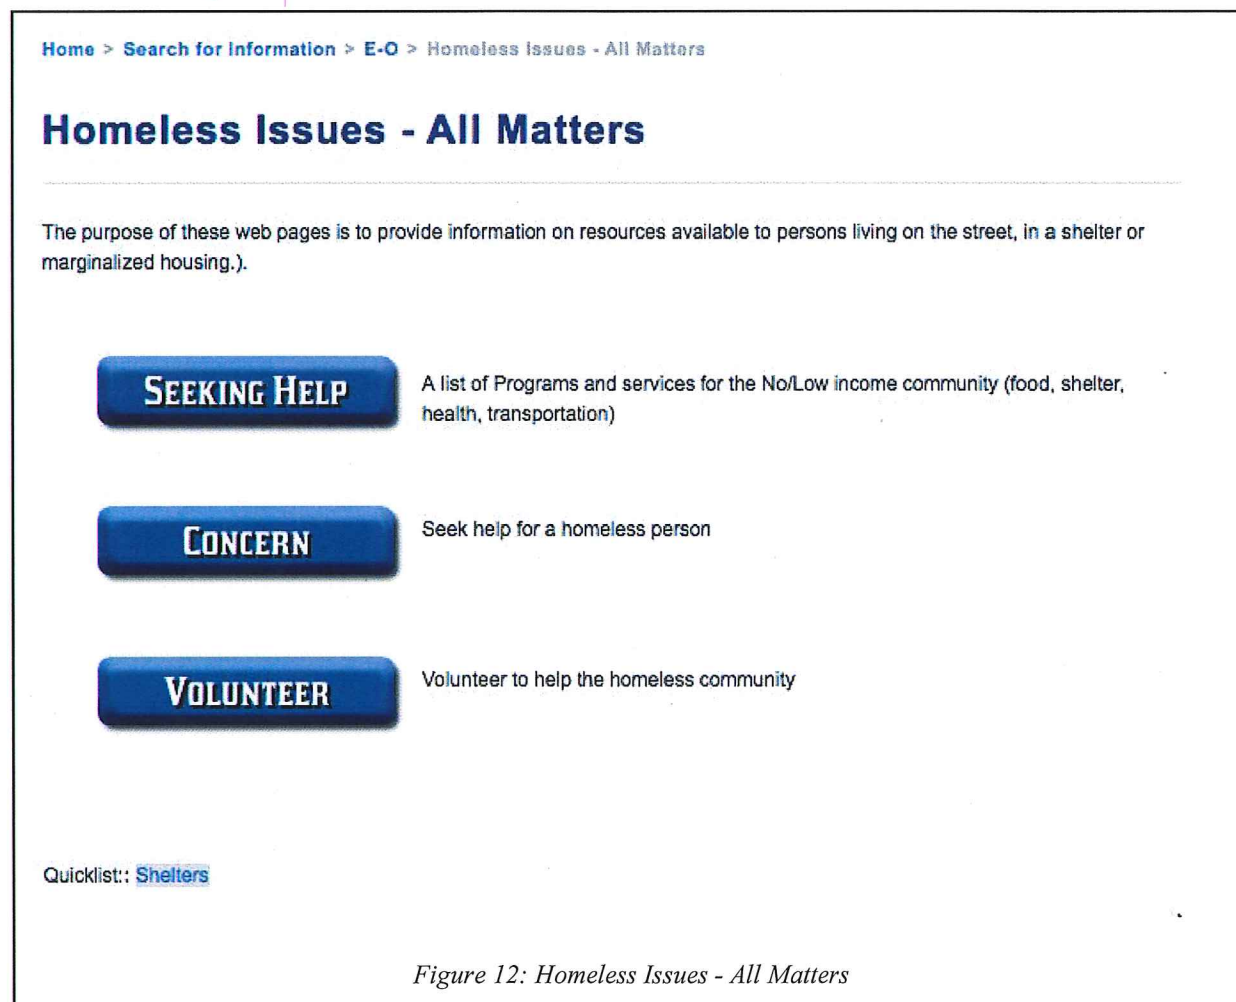 Home > Search for Information > E-O > Homeless Issues - All Matters
Homeless Issues - All Matters
The purpose of these web pages is to provide information on resources available to persons living on the street, in a shelter or
marginalized housing.).
SEEKING HELP
A list of Programs and services for the No/Low income community (food, shelter,
health, transportation)
CONCERN
Seek help for a homeless person
VOLUNTEER
Volunteer to help the homeless community
Quicklist:: Shelters
Figure 12: Homeless Issues - All Matters